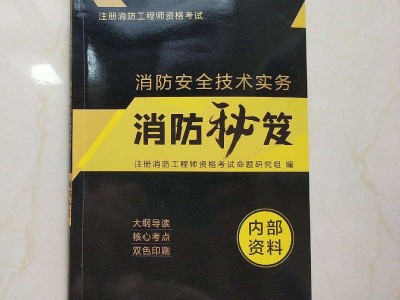 注册消防工程师资格考试
消防安全技术实务
消防秘笈
注册消防工程师资格考试命题研究组 编
大纲导读
核心考点
双色印刷
内部
资料